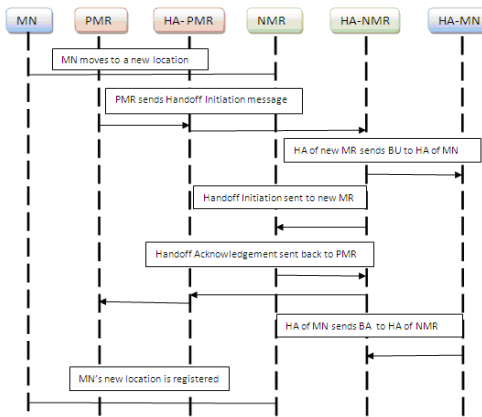 MN PMR HA- PMR NMR HA-NMR HA-MN
MN moves to a new location
PMR sends Handoff Initiation message
HA of new MR sends BU to HA of MN
Handoff Initiation sent to new MR
Handoff Acknowledgement sent back to PMR
HA of MN sends BA to HA of NMR
MN's new location is registered